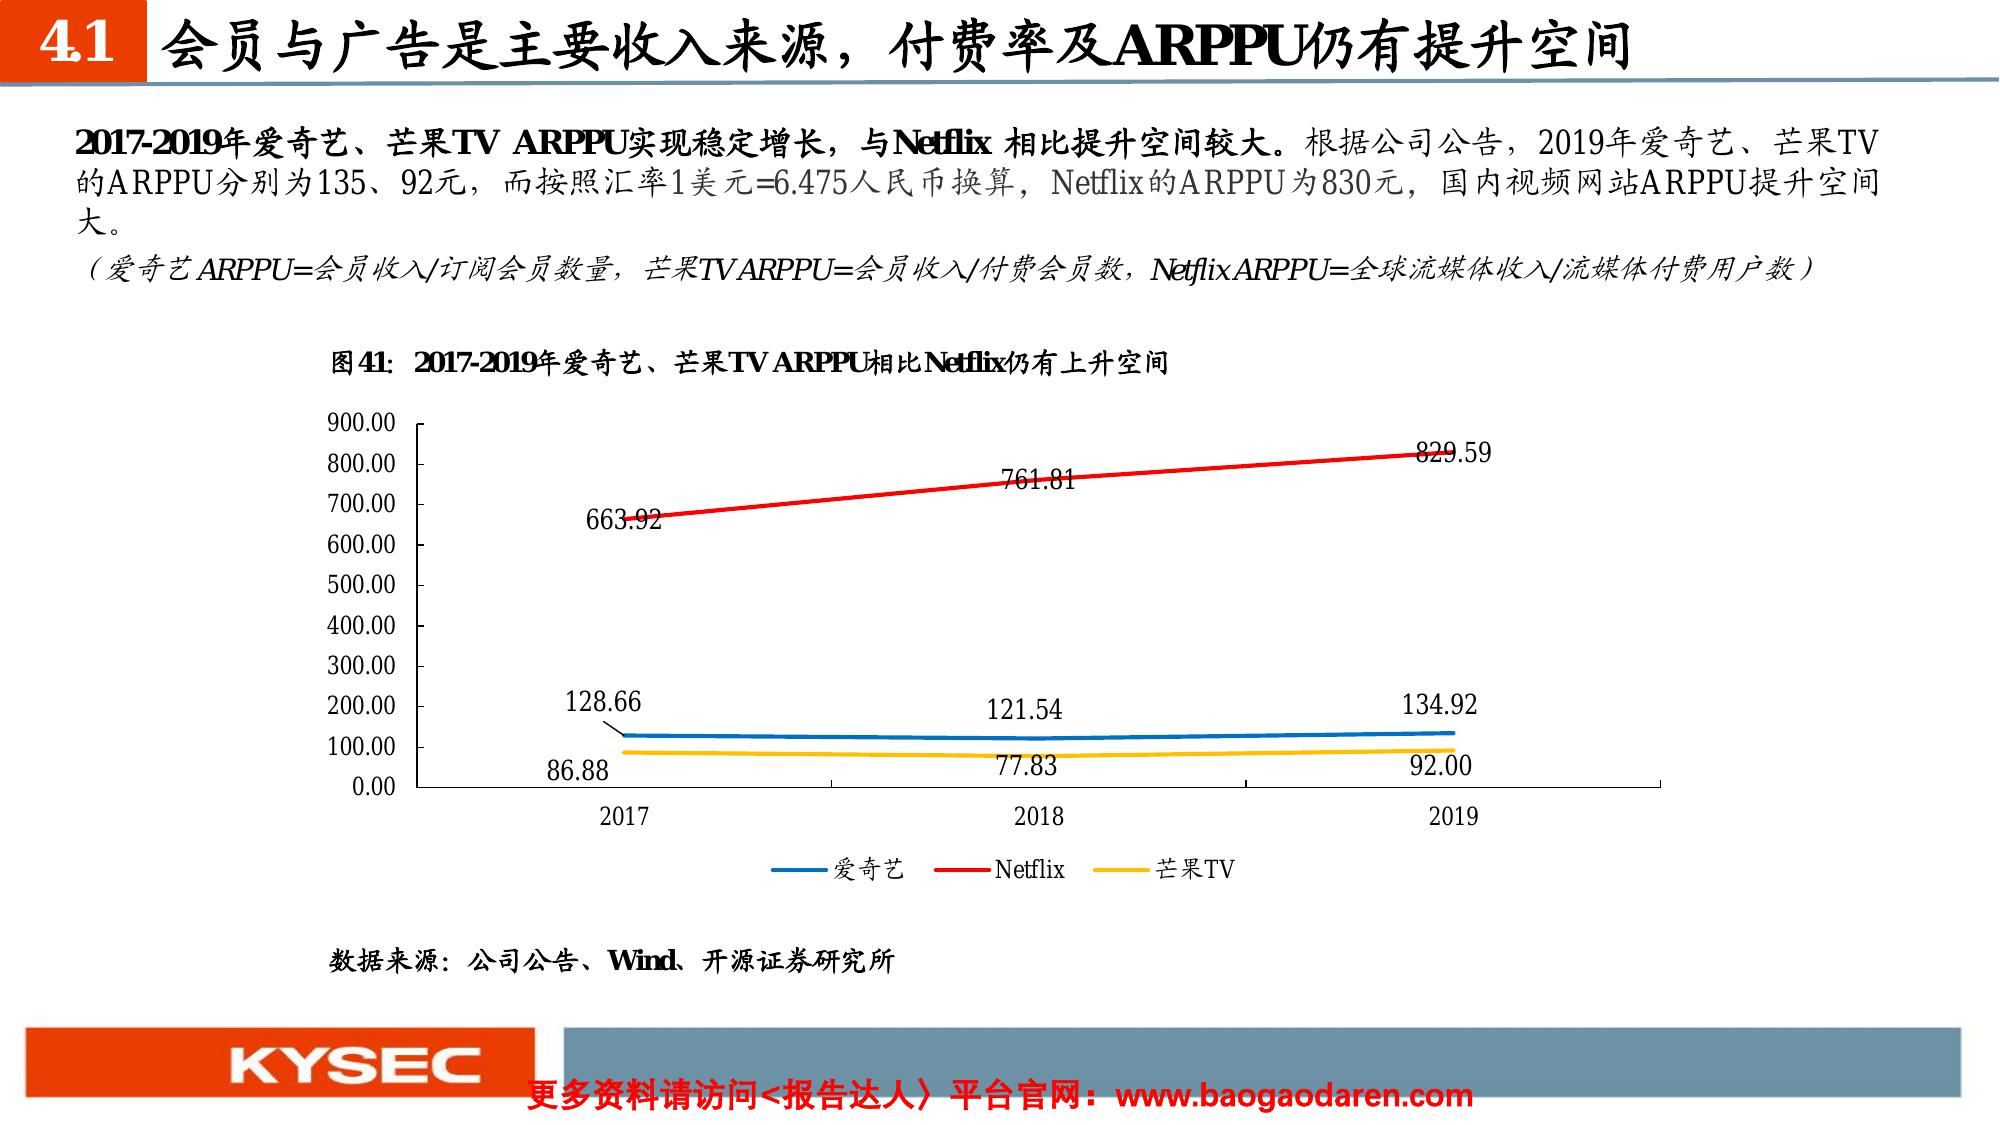 4.1 会员与广告是主要收入来源，付费率及ARPPU仍有提升空间
2017-2019年爱奇艺、芒果TV ARPPU实现稳定增长，与Netflix 相比提升空间较大。根据公司公告，2019年爱奇艺、芒果TV
的ARPPU分别为135、92元，而按照汇率1美元=6.475人民币换算，Netflix的ARPPU为830元，国内视频网站ARPPU提升空间
大。
（爱奇艺ARPPU=会员收入/订阅会员数量，芒果TV ARPPU=会员收入/付费会员数，Netflix ARPPU=全球流媒体收入/流媒体付费用户数）
图41：2017-2019年爱奇艺、芒果TV ARPPU相比Netflix仍有上升空间
900.00
800.00
700.00
600.00
500.00
400.00
300.00
200.00
100.00
0.00
663.92
761.81
829.59
128.66
121.54
134.92
86.88
77.83
92.00
2017 2018 2019
爱奇艺 Netflix 芒果TV
数据来源：公司公告、Wind、开源证券研究所
KYSEC
更多资料请访问<报告达人〉平台官网：www.baogaodaren.com